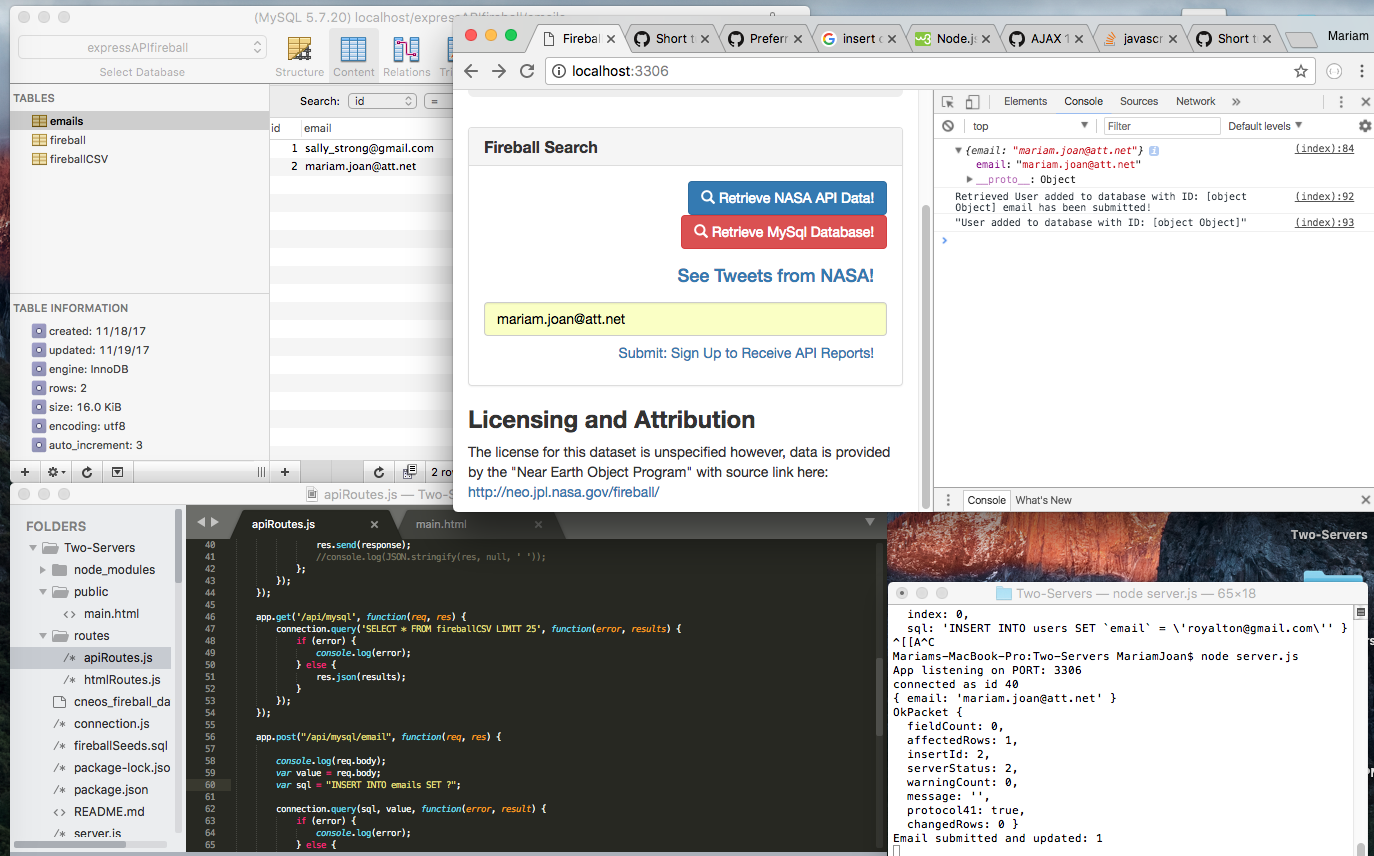 (MySQL 5.7.20) localhost/expressAPIfireball/emails
expressAPIfireball
Select Database
Structure
Content
Relations
TABLES
emails
fireball
fireballCSV
Search:
id
=
id
email
1 sally_strong@gmail.com
2 mariam.joan@att.net
TABLE INFORMATION
created: 11/18/17
updated: 11/19/17
engine: InnoDB
rows: 2
size: 16.0 KiB
encoding: utf8
auto_increment: 3
Mariam
localhost:3306
Fireball Search
Retrieve NASA API Data!
Retrieve MySql Database!
See Tweets from NASA!
mariam.joan@att.net
Submit: Sign Up to Receive API Reports!
Licensing and Attribution
The license for this dataset is unspecified however, data is provided
by the "Near Earth Object Program" with source link here:
http://neo.jpl.nasa.gov/fireball/
Elements
Console
Sources
Network
»
top
Filter
Default levels
{email: "mariam.joan@att.net"}
(index):84
email: "mariam.joan@att.net"
__proto__: Object
Retrieved User added to database with ID: [object
Object] email has been submitted!
(index):92
"User added to database with ID: [object Object]"
(index):93
Console
What's New
apiRoutes.js — Two-S
FOLDERS
Two-Servers
node_modules
public
<> main.html
routes
/* apiRoutes.js
/* htmlRoutes.js
cneos_fireball_da
/* connection.js
/* fireballSeeds.sql
/* package-lock.jso
/* package.json
<> README.md
/* server.js
apiRoutes.js
main.html
40 res.send(response);
41 //console.log(JSON.stringify(res, null, ' '));
42 };
43 });
44 });
45
46 app.get('/api/mysql', function(req, res) {
47 connection.query('SELECT * FROM fireballCSV LIMIT 25', function(error, results) {
48 if (error) {
49 console.log(error);
50 } else {
51 res.json(results);
52 }
53 });
54 });
55
56 app.post("/api/mysql/email", function(req, res) {
57
58 console.log(req.body);
59 var value = req.body;
60 var sql = "INSERT INTO emails SET ?";
61
62 connection.query(sql, value, function(error, result) {
63 if (error) {
64 console.log(error);
65 } else {
Two-Servers
Two-Servers — node server.js — 65×18
index: 0,
sql: 'INSERT INTO users SET `email` = \'royalton@gmail.com\'' }
^[[A^C
Mariams-MacBook-Pro:Two-Servers MariamJoan$ node server.js
App listening on PORT: 3306
connected as id 40
{ email: 'mariam.joan@att.net' }
OkPacket {
fieldCount: 0,
affectedRows: 1,
insertId: 2,
serverStatus: 2,
warningCount: 0,
message: '',
protocol41: true,
changedRows: 0 }
Email submitted and updated: 1